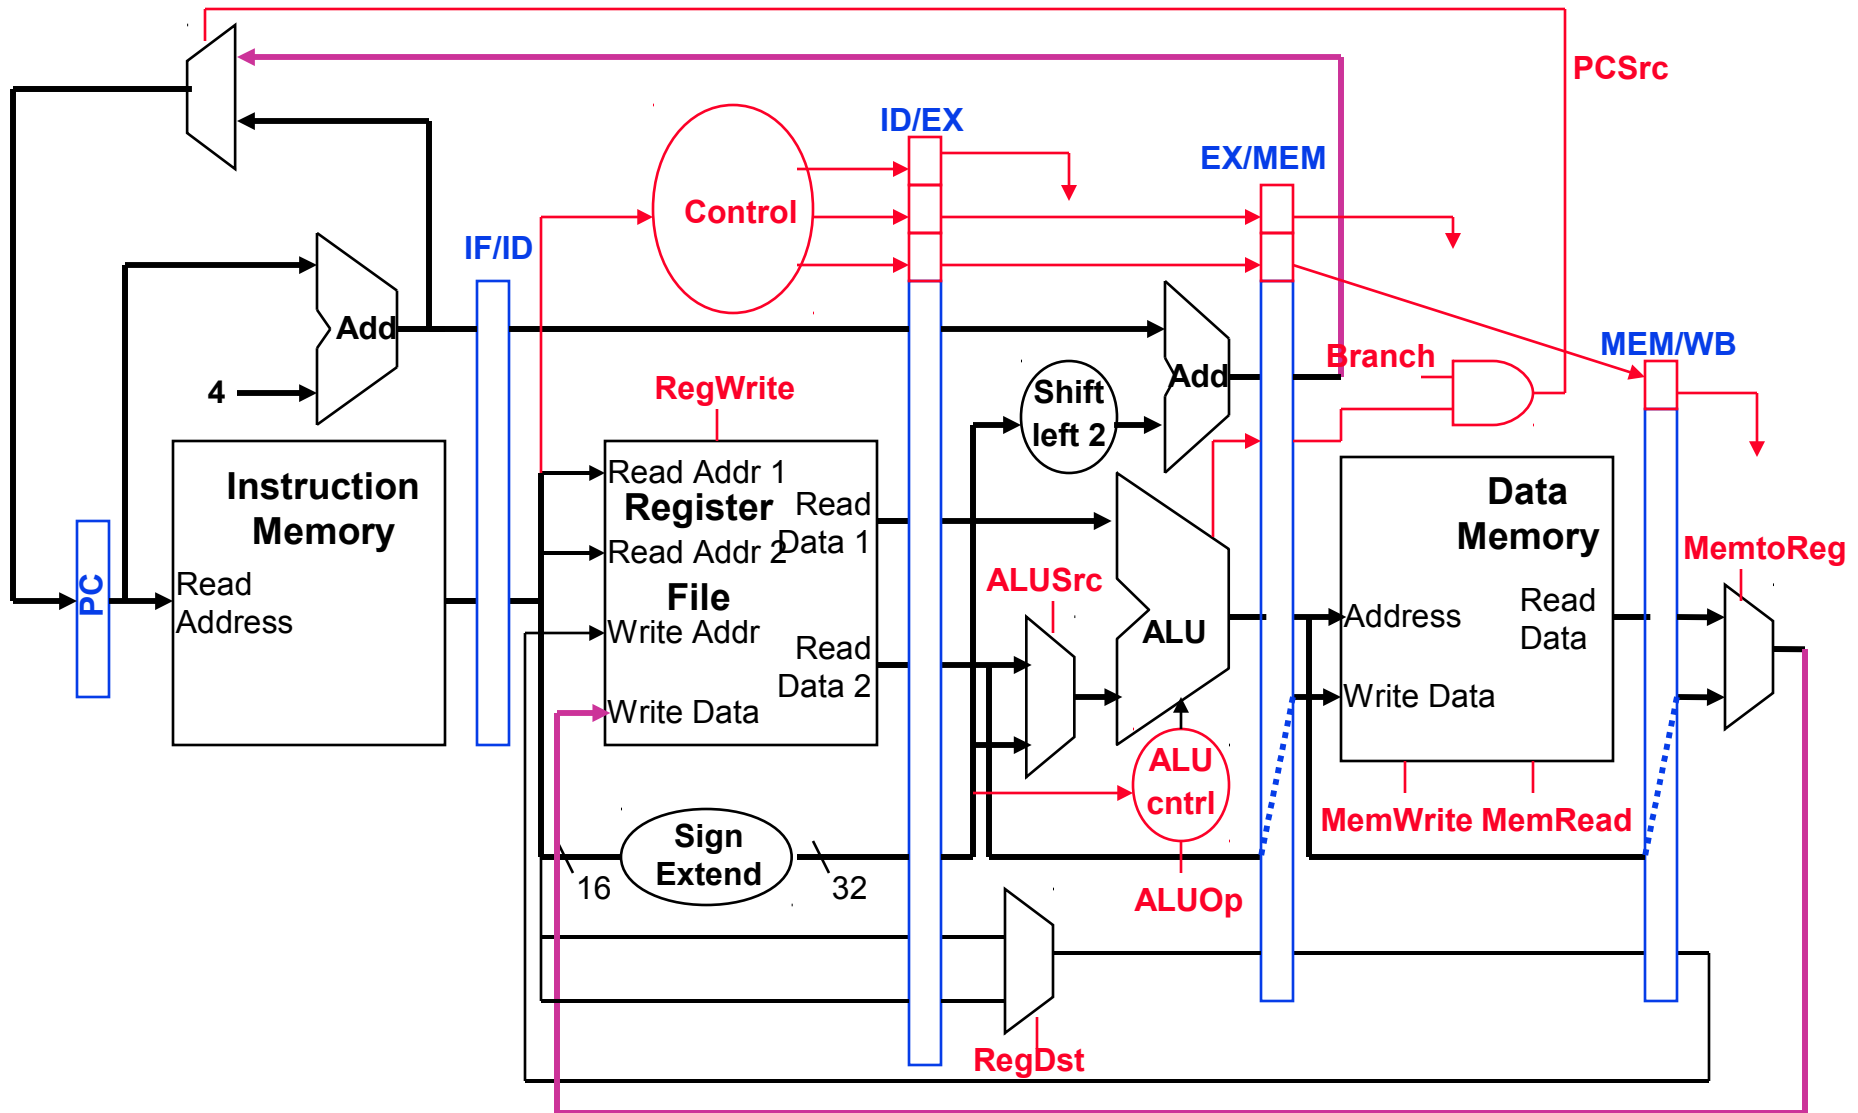 PCSrc
ID/EX
EX/MEM
Control
IF/ID
Add
4
RegWrite
Shift
left 2
Add
Branch
MEM/WB
Instruction
Memory
Read
Address
PC
Read Addr 1
Register
Read
Data 1
Read Addr 2
File
Write Addr
Read
Data 2
Write Data
ALUSrc
ALU
ALU
cntrl
ALUOp
Data
Memory
Address
Read
Data
Write Data
MemtoReg
MemWrite MemRead
Sign
Extend
16
32
RegDst